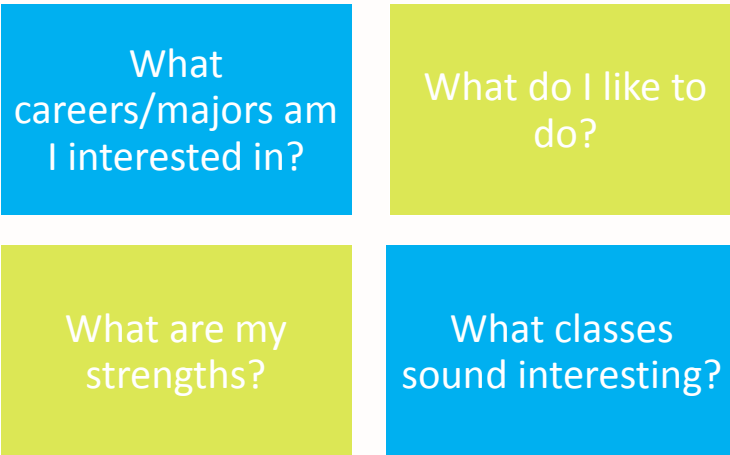 What
careers/majors am
I interested in?
What do I like to
do?
What are my
strengths?
What classes
sound interesting?